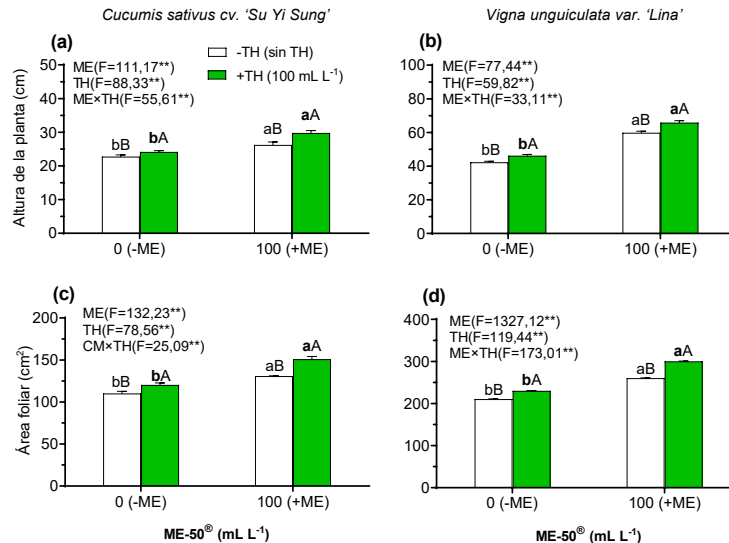 Cucumis sativus cv. ‘Su Yi Sung’
Vigna unguiculata var. ‘Lina’
(a)
-TH (sin TH)
+TH (100 mL L⁻¹)
ME(F=111,17**)
TH(F=88,33**)
ME×TH(F=55,61**)
Altura de la planta (cm)
50
40
30
20
10
0
bB
bA
aB
aA
0 (-ME)
100 (+ME)
(b)
ME(F=77,44**)
TH(F=59,82**)
ME×TH(F=33,11**)
100
80
60
40
20
0
bB
bA
aB
aA
0 (-ME)
100 (+ME)
(c)
ME(F=132,23**)
TH(F=78,56**)
CM×TH(F=25,09**)
Área foliar (cm²)
200
150
100
50
0
bB
bA
aB
aA
0 (-ME)
100 (+ME)
ME-50® (mL L⁻¹)
(d)
ME(F=1327,12**)
TH(F=119,44**)
ME×TH(F=173,01**)
400
300
200
100
0
bB
bA
aB
aA
0 (-ME)
100 (+ME)
ME-50® (mL L⁻¹)